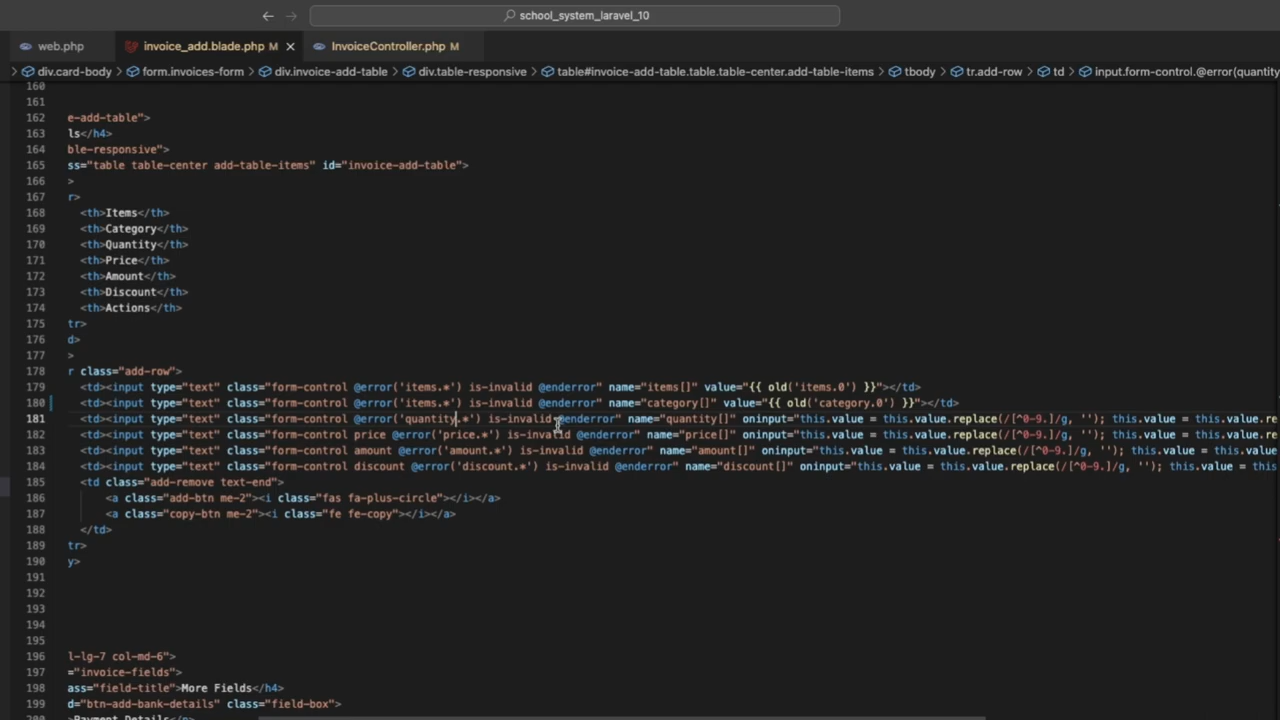 school_system_laravel_10
web.php
invoice_add.blade.php M
InvoiceController.php M
div.card-body > form.invoices-form > div.invoice-add-table > div.table-responsive > table#invoice-add-table.table.table-center.add-table-items > tbody > tr.add-row > td > input.form-control.@error(quantity
160
161
162 e-add-table">
163 ls</h4>
164 ble-responsive">
165 ss="table table-center add-table-items" id="invoice-add-table">
166 >
167 r>
168 <th>Items</th>
169 <th>Category</th>
170 <th>Quantity</th>
171 <th>Price</th>
172 <th>Amount</th>
173 <th>Discount</th>
174 <th>Actions</th>
175 tr>
176 d>
177 >
178 r class="add-row">
179 <td><input type="text" class="form-control @error('items.*') is-invalid @enderror" name="items[]" value="{{ old('items.0') }}"></td>
180 <td><input type="text" class="form-control @error('items.*') is-invalid @enderror" name="category[]" value="{{ old('category.0') }}"></td>
181 <td><input type="text" class="form-control @error('quantity.*') is-invalid @enderror" name="quantity[]" oninput="this.value = this.value.replace(/[^0-9.]/g, ''); this.value = this.value.re
182 <td><input type="text" class="form-control price @error('price.*') is-invalid @enderror" name="price[]" oninput="this.value = this.value.replace(/[^0-9.]/g, ''); this.value = this.value.re
183 <td><input type="text" class="form-control amount @error('amount.*') is-invalid @enderror" name="amount[]" oninput="this.value = this.value.replace(/[^0-9.]/g, ''); this.value = this.value
184 <td><input type="text" class="form-control discount @error('discount.*') is-invalid @enderror" name="discount[]" oninput="this.value = this.value.replace(/[^0-9.]/g, ''); this.value = this
185 <td class="add-remove text-end">
186 <a class="add-btn me-2"><i class="fas fa-plus-circle"></i></a>
187 <a class="copy-btn me-2"><i class="fe fe-copy"></i></a>
188 </td>
189 tr>
190 y>
191
192
193
194
195
196 l-lg-7 col-md-6">
197 ="invoice-fields">
198 ass="field-title">More Fields</h4>
199 d="btn-add-bank-details" class="field-box">
200 >Payment Details</p>